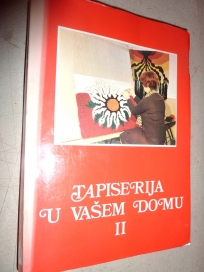 TAPISERIJA
U VAŠEM DOMU
II